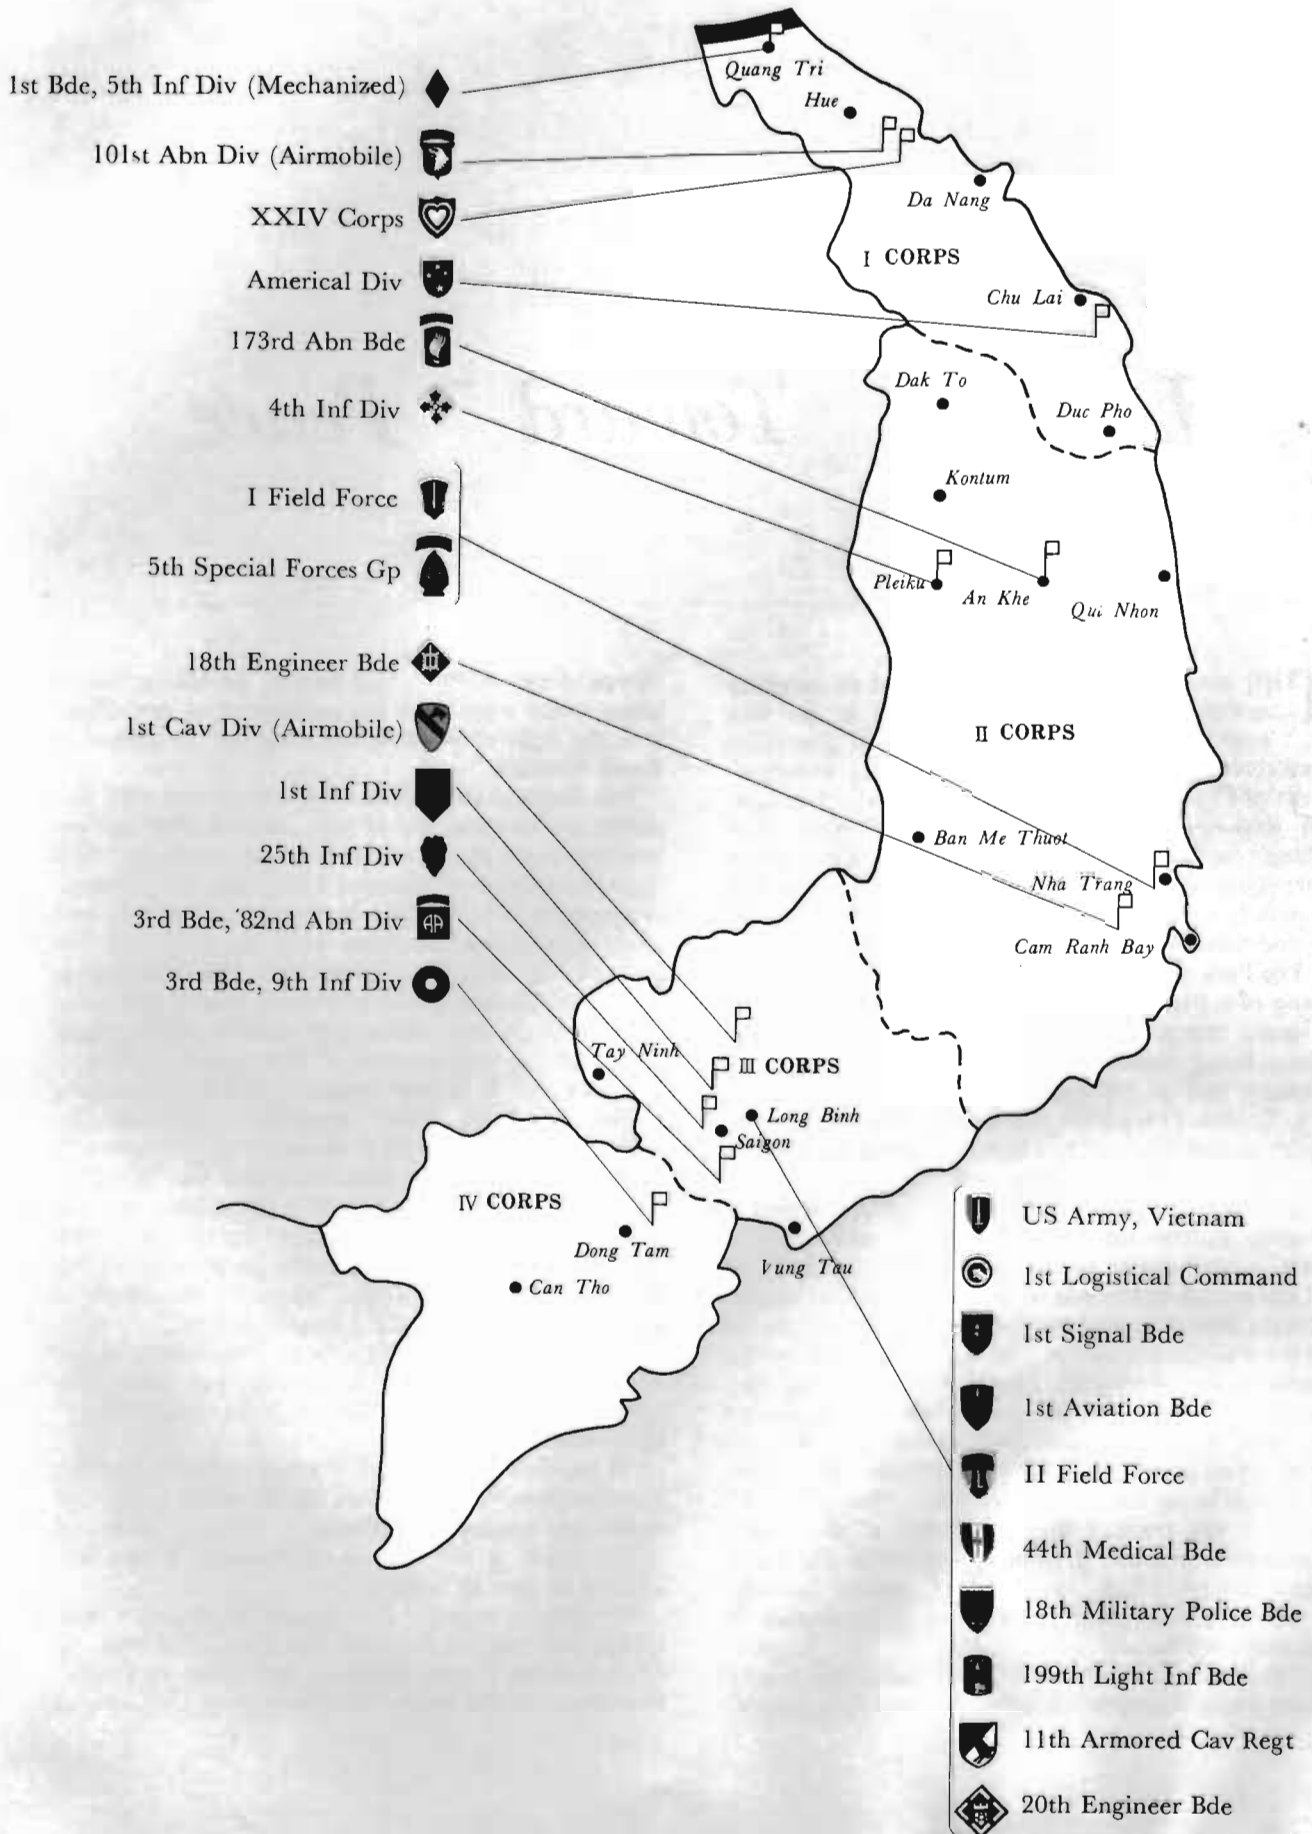 1st Bde, 5th Inf Div (Mechanized)
101st Abn Div (Airmobile)
XXIV Corps
Americal Div
173rd Abn Bde
4th Inf Div
I Field Force
5th Special Forces Gp
18th Engineer Bde
1st Cav Div (Airmobile)
1st Inf Div
25th Inf Div
3rd Bde, 82nd Abn Div
AA
3rd Bde, 9th Inf Div
Quang Tri
Hue
Da Nang
I CORPS
Chu Lai
Dak To
Duc Pho
Kontum
Pleiku
An Khe
Qui Nhon
II CORPS
Ban Me Thuot
Nha Trang
Cam Ranh Bay
Tay Ninh
III CORPS
Long Binh
Saigon
IV CORPS
Dong Tam
Can Tho
Vung Tau
US Army, Vietnam
1st Logistical Command
1st Signal Bde
1st Aviation Bde
II Field Force
44th Medical Bde
18th Military Police Bde
199th Light Inf Bde
11th Armored Cav Regt
20th Engineer Bde